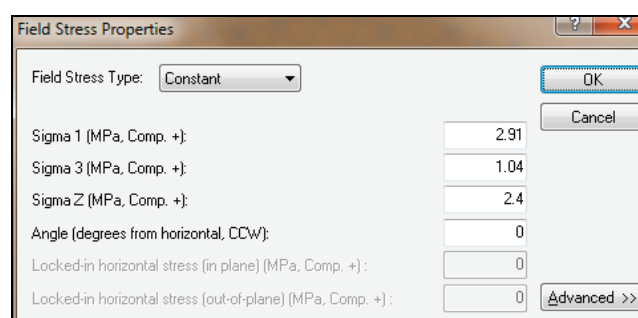 Field Stress Properties
Field Stress Type: Constant
OK
Cancel
Sigma 1 (MPa, Comp. +): 2.91
Sigma 3 (MPa, Comp. +): 1.04
Sigma Z (MPa, Comp. +): 2.4
Angle (degrees from horizontal, CCW): 0
Locked-in horizontal stress (in plane) (MPa, Comp. +) : 0
Locked-in horizontal stress (out-of-plane) (MPa, Comp. +) : 0
Advanced >>